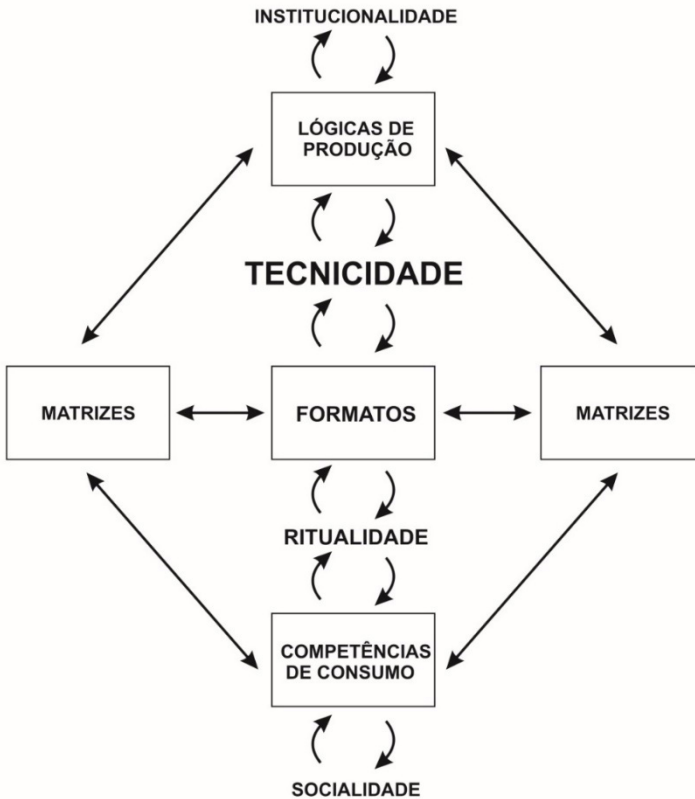 INSTITUCIONALIDADE
LÓGICAS DE
PRODUÇÃO
TECNICIDADE
MATRIZES
FORMATOS
MATRIZES
RITUALIDADE
COMPETÊNCIAS
DE CONSUMO
SOCIALIDADE